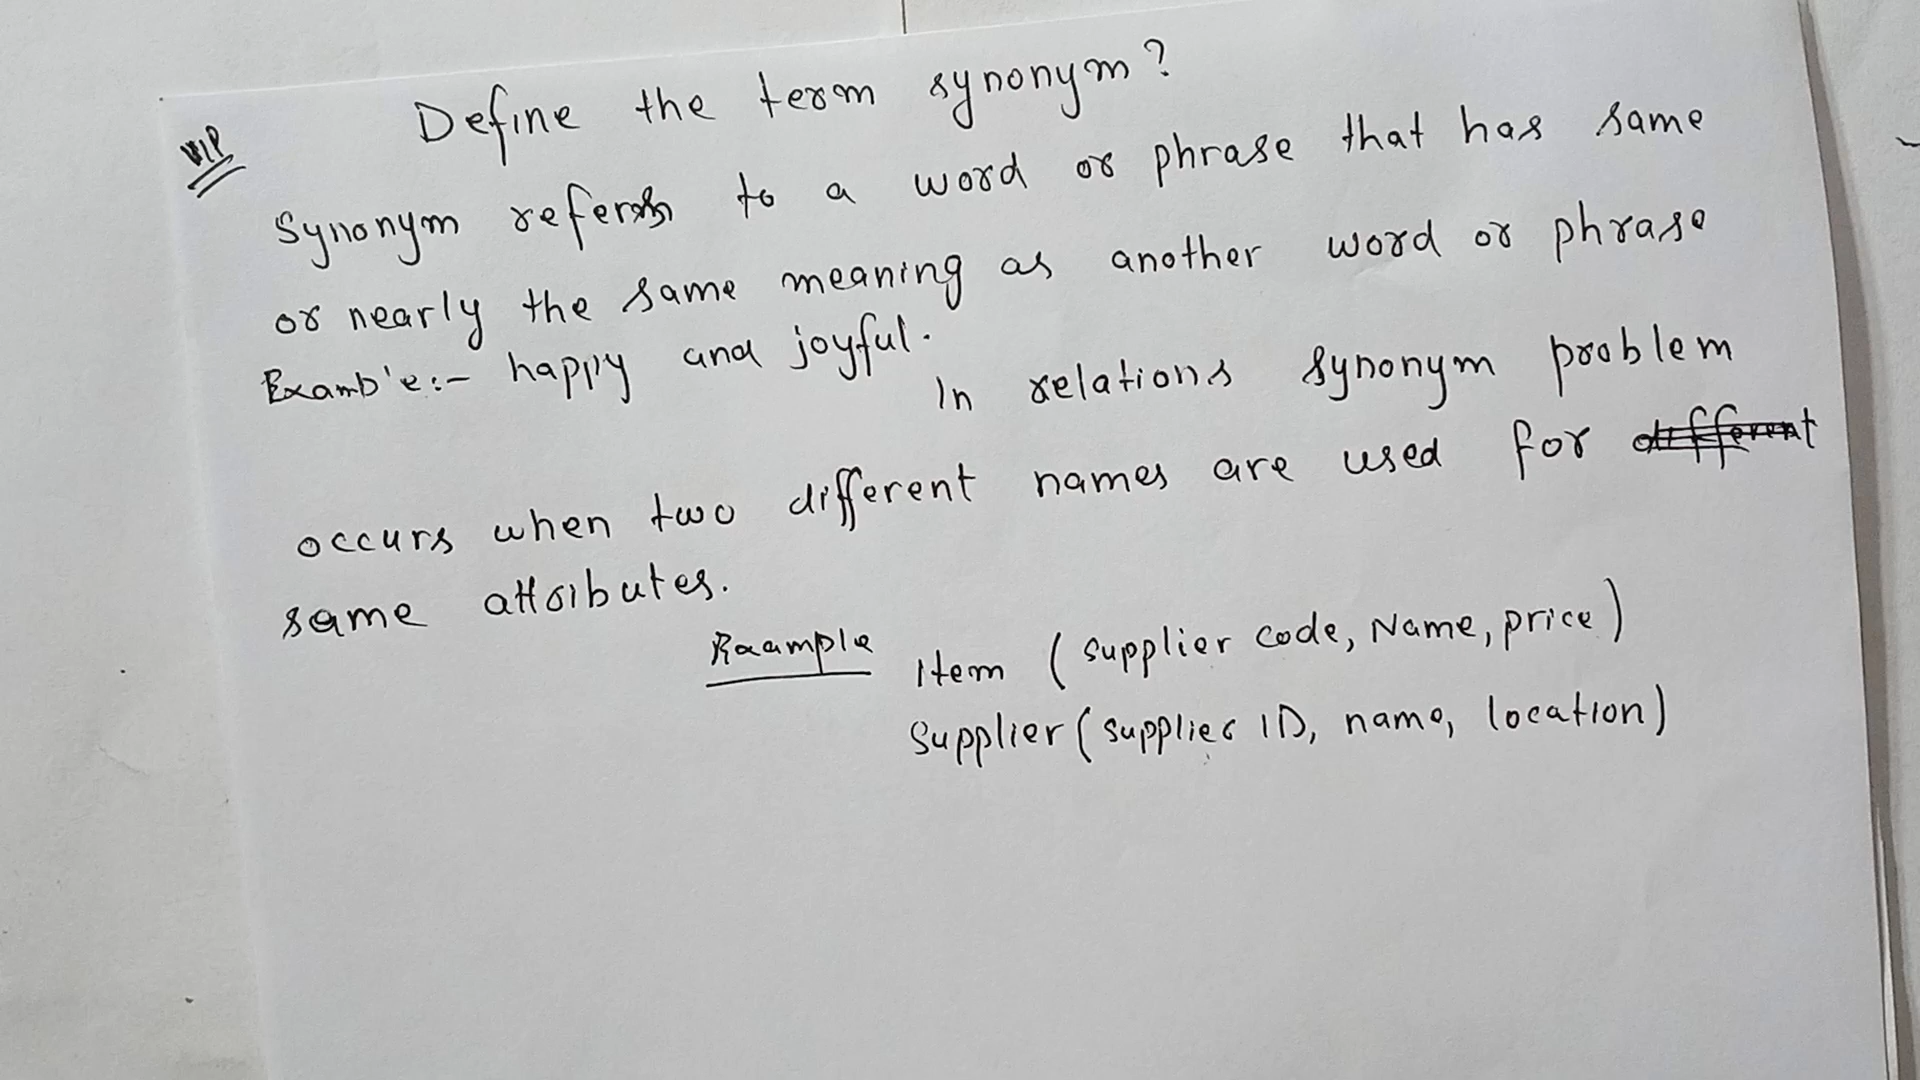 VIP
Define the term synonym?
Synonym refers to a word or phrase that has same
or nearly the same meaning as another word or phrase
Examb'e:- happy and joyful.
In relations synonym problem
occurs when two different names are used for different
same attributes.
Example Item (supplier code, Name, price)
Supplier (supplier ID, name, location)